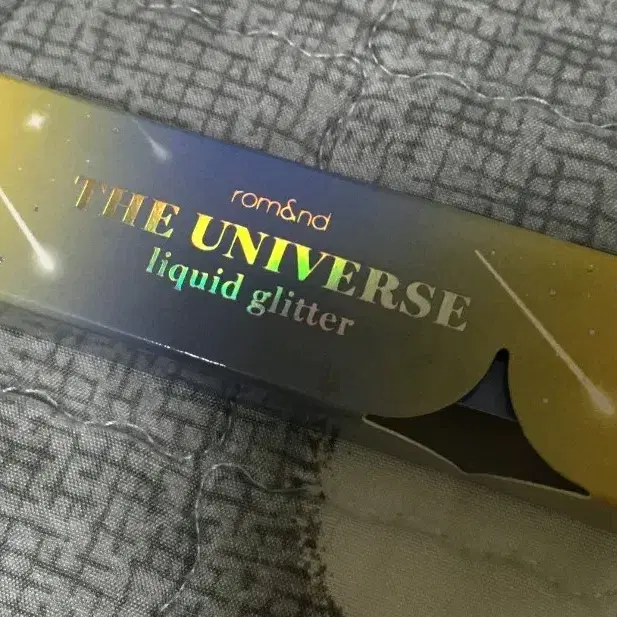 rom&nd
THE UNIVERSE
liquid glitter